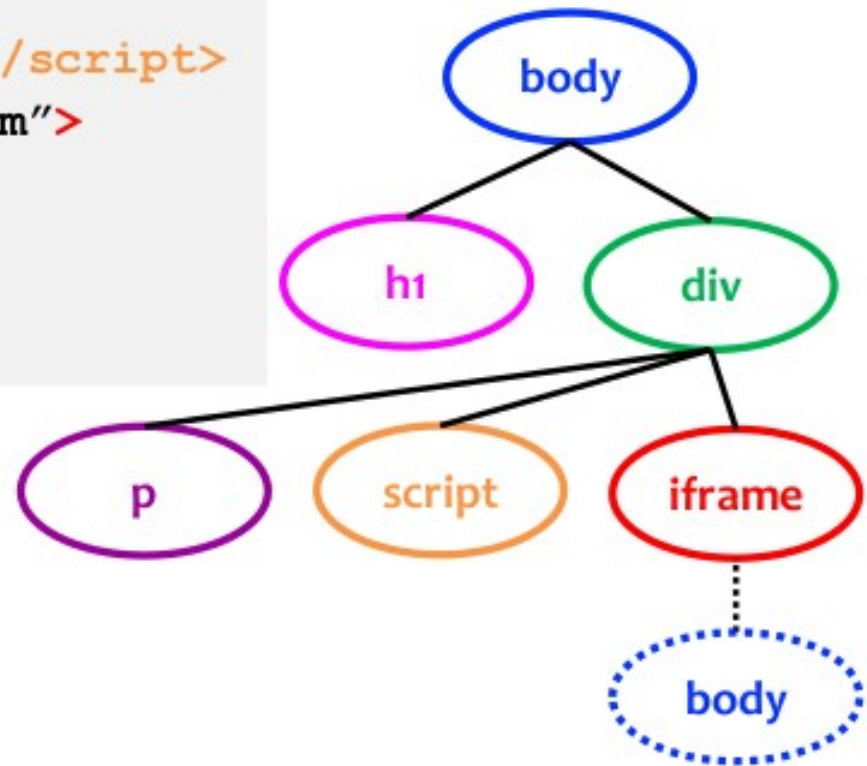 /script>
m">
body
h1
div
p
script
iframe
body